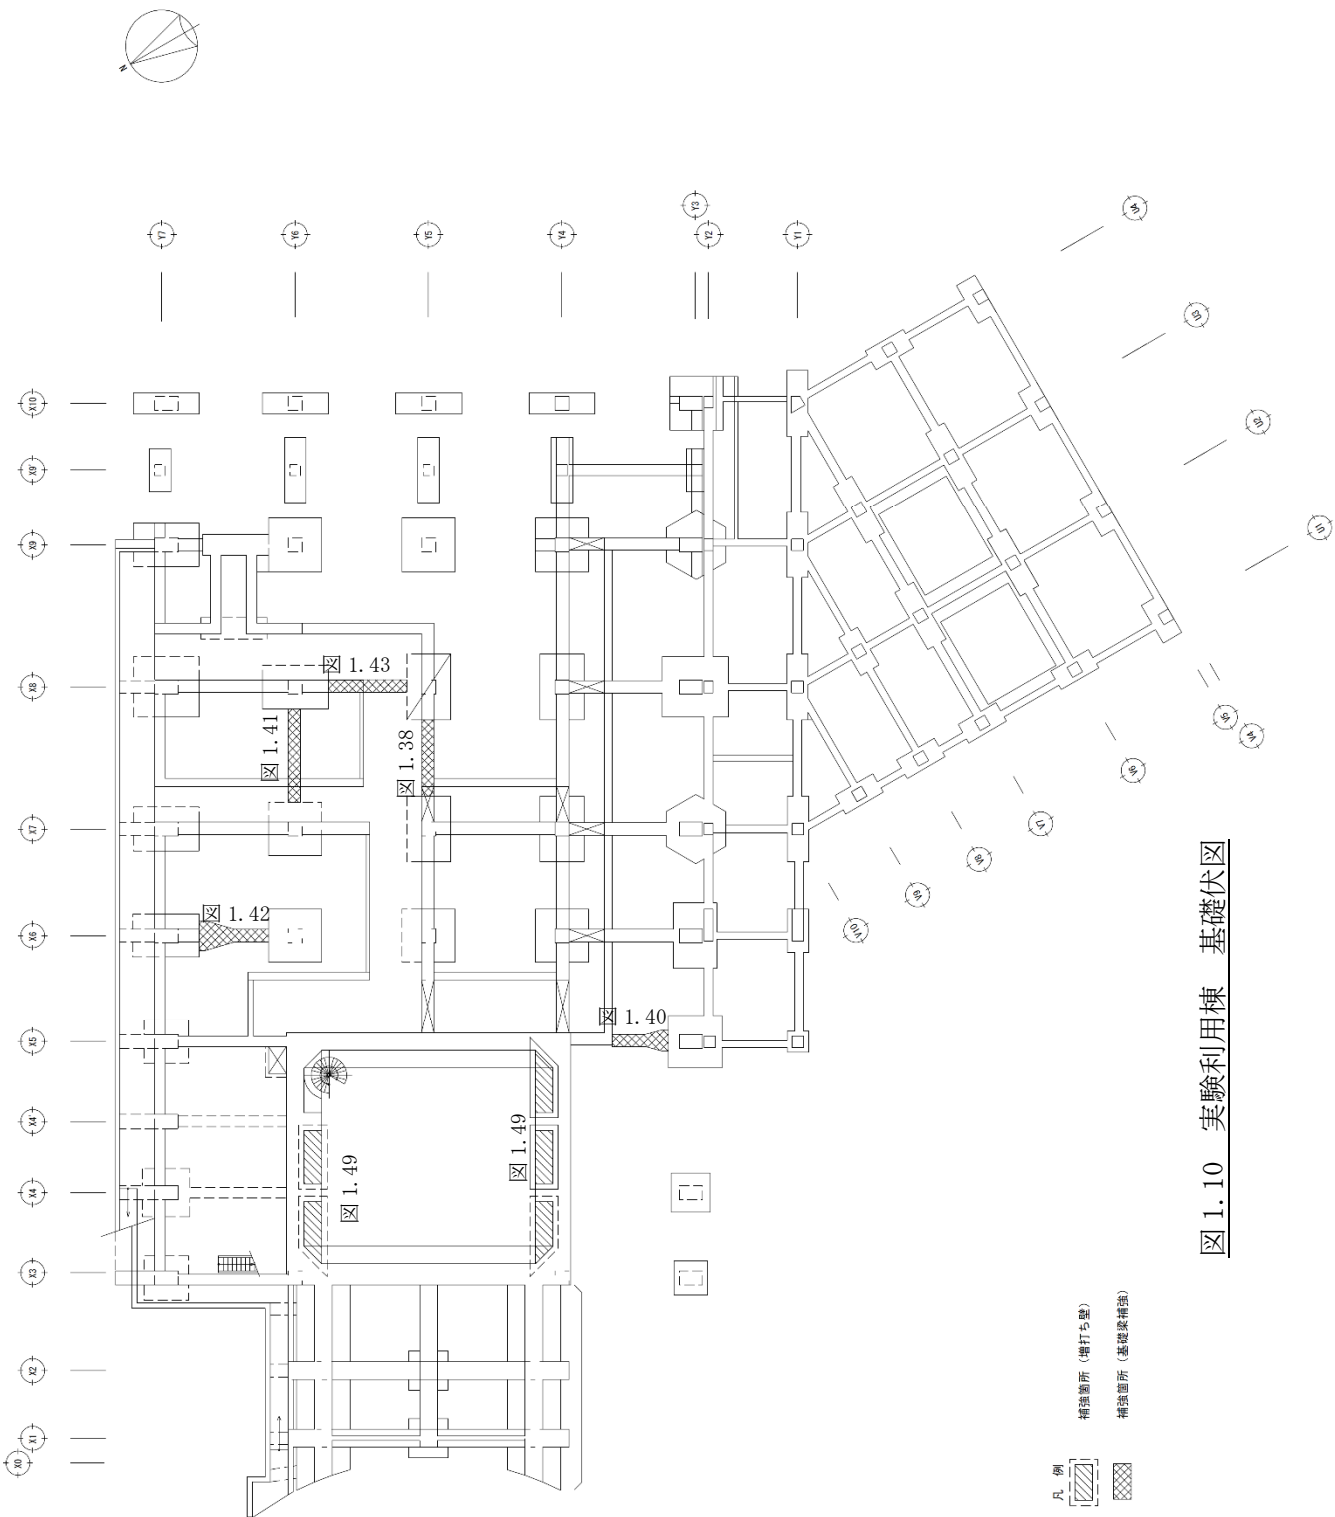 N
Y3
Y7
Y6
Y5
Y4
Y2
Y1
U4
U3
U2
U1
X10
X9'
X9
X8
X7
X6
X5
X4'
X4
X3
X2
X1
X0
図 1.43
図 1.41
図 1.38
図 1.42
図 1.40
図 1.49
図 1.49
V5
V4
V6
V7
V8
V9
V10
凡 例
補強箇所（増打ち壁）
補強箇所（基礎梁補強）
図 1.10 実験利用棟 基礎伏図